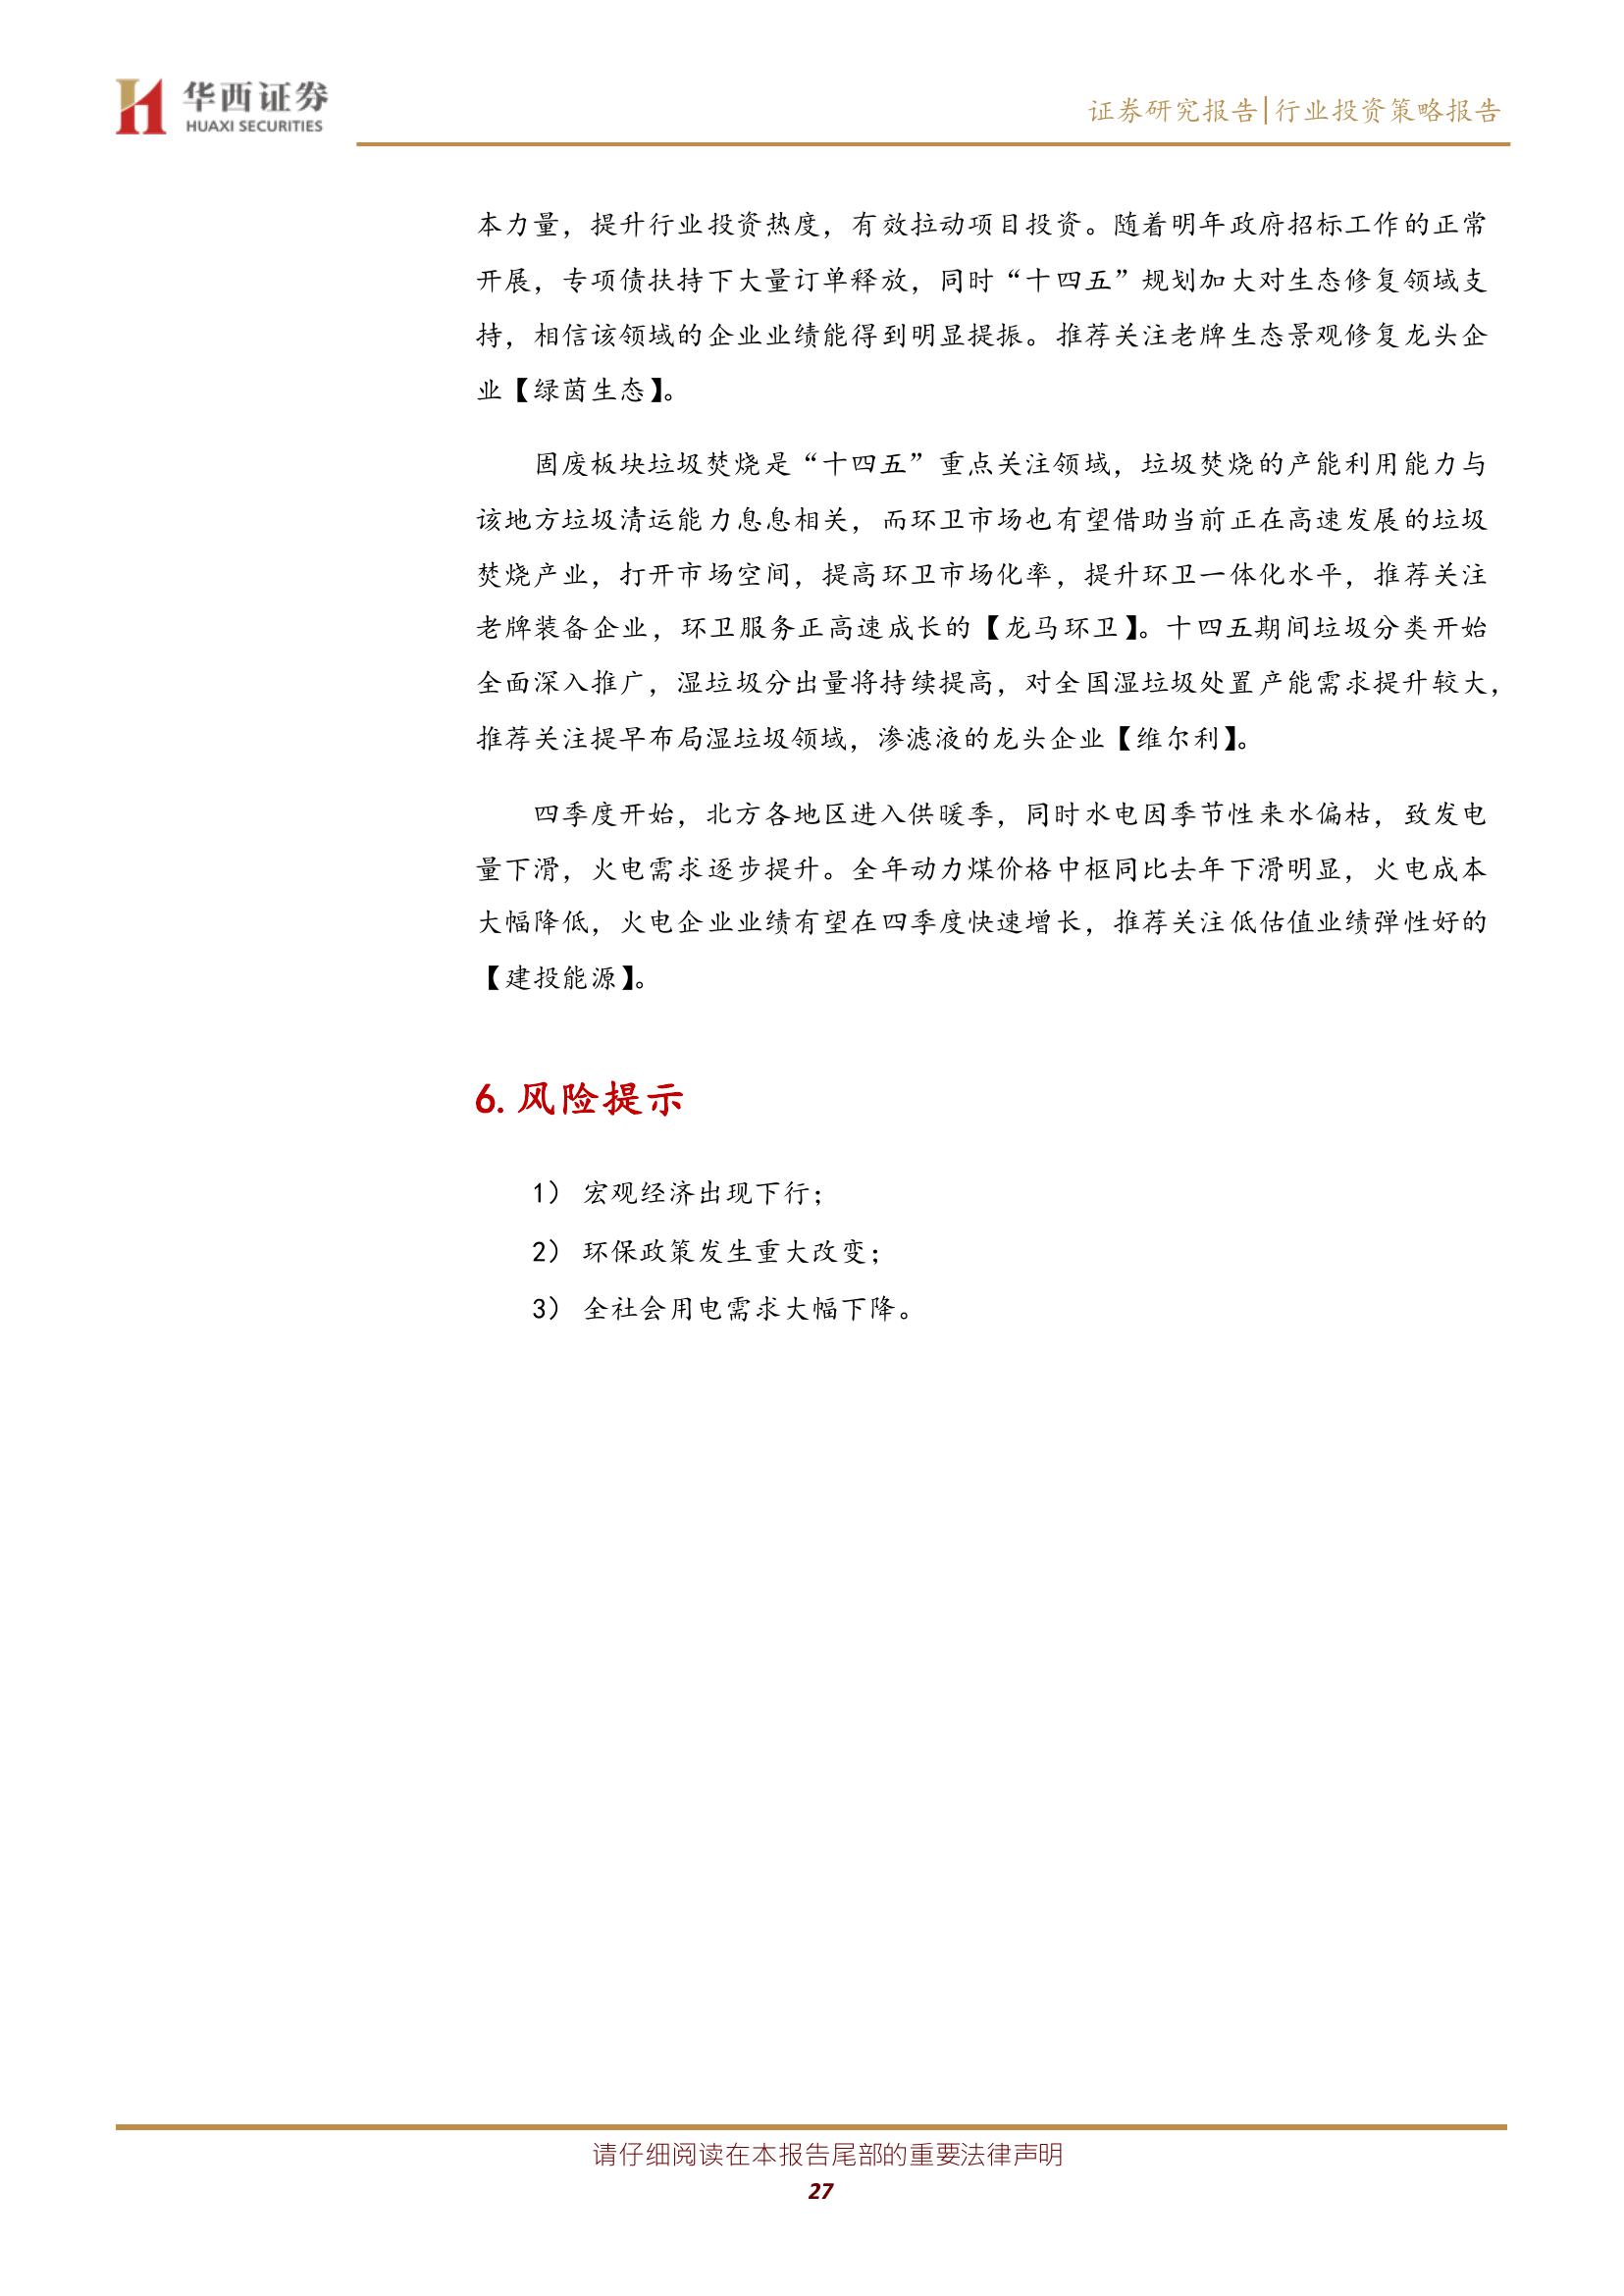 华西证券
HUAXI SECURITIES
证券研究报告|行业投资策略报告
本力量，提升行业投资热度，有效拉动项目投资。随着明年政府招标工作的正常
开展，专项债扶持下大量订单释放，同时“十四五”规划加大对生态修复领域支
持，相信该领域的企业业绩能得到明显提振。推荐关注老牌生态景观修复龙头企
业【绿茵生态】。
固废板块垃圾焚烧是“十四五”重点关注领域，垃圾焚烧的产能利用能力与
该地方垃圾清运能力息息相关，而环卫市场也有望借助当前正在高速发展的垃圾
焚烧产业，打开市场空间，提高环卫市场化率，提升环卫一体化水平，推荐关注
老牌装备企业，环卫服务正高速成长的【龙马环卫】。十四五期间垃圾分类开始
全面深入推广，湿垃圾分出量将持续提高，对全国湿垃圾处置产能需求提升较大，
推荐关注提早布局湿垃圾领域，渗滤液的龙头企业【维尔利】。
四季度开始，北方各地区进入供暖季，同时水电因季节性来水偏枯，致发电
量下滑，火电需求逐步提升。全年动力煤价格中枢同比去年下滑明显，火电成本
大幅降低，火电企业业绩有望在四季度快速增长，推荐关注低估值业绩弹性好的
【建投能源】。
6. 风险提示
1） 宏观经济出现下行；
2） 环保政策发生重大改变；
3） 全社会用电需求大幅下降。
请仔细阅读在本报告尾部的重要法律声明
27